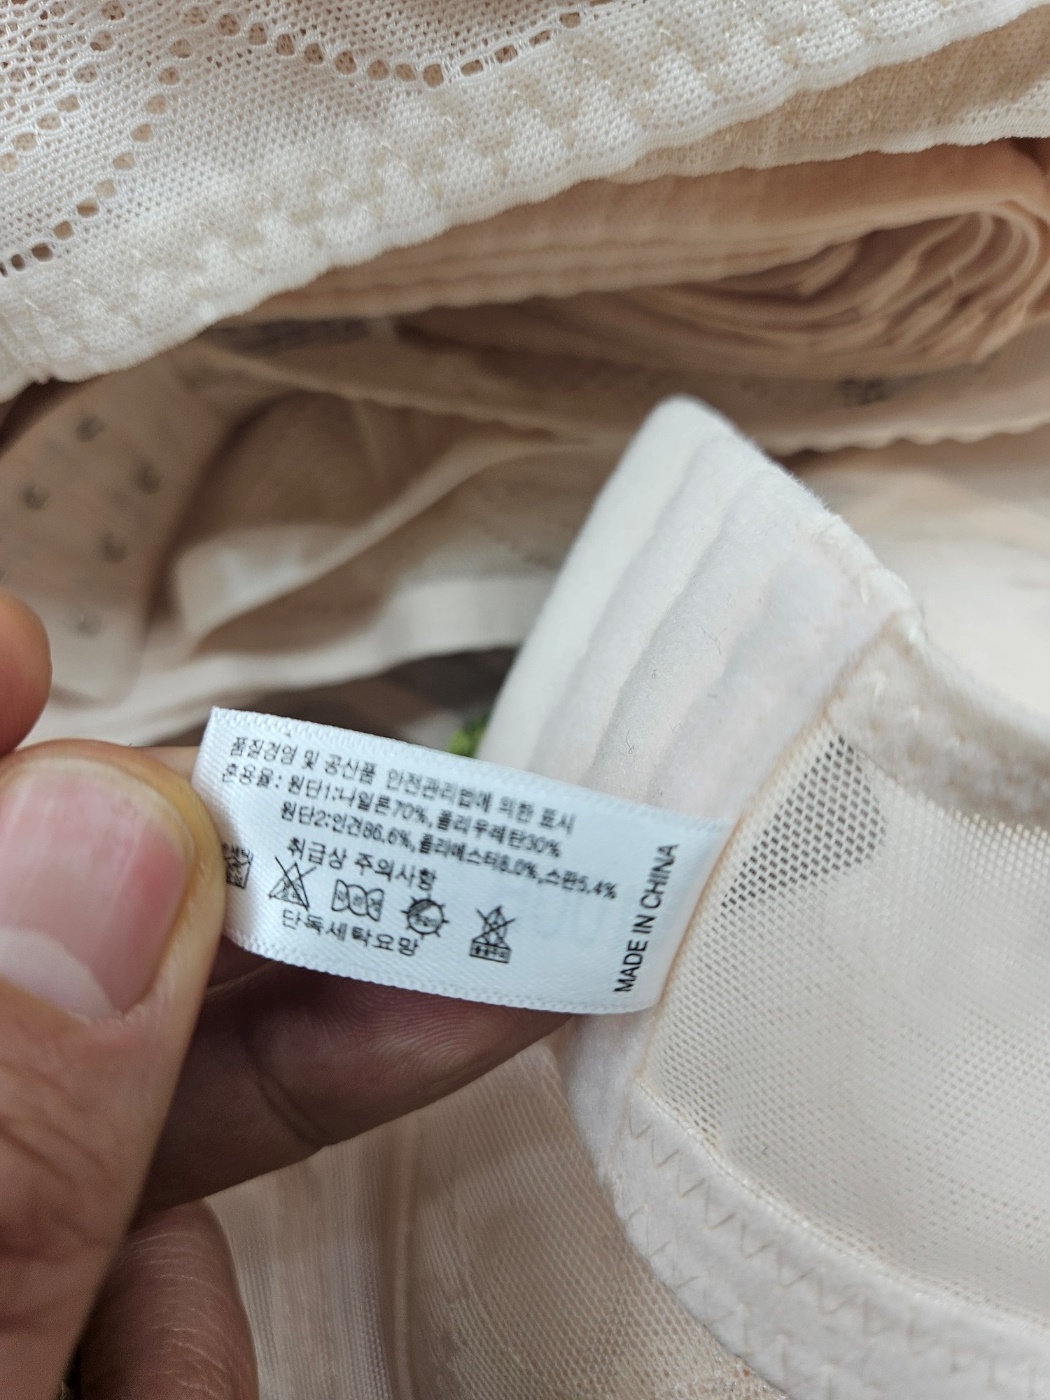 품질경영 및 공산품 안전관리법에 의한 표시
혼용율: 원단1:나일론70%,폴리우레탄30%
원단2:인견86.6%,폴리에스터8.0%,스판5.4%
취급상 주의사항
단독세탁요망
MADE IN CHINA